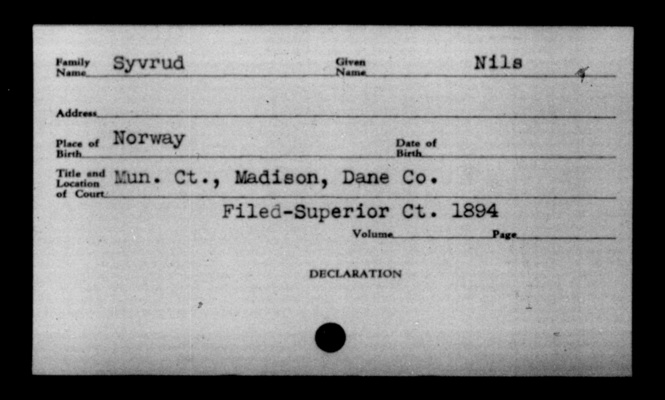 Family Name Syvrud Given Name Nils
Address
Place of Birth Norway Date of Birth
Title and Location of Court Mun. Ct., Madison, Dane Co.
Filed-Superior Ct. 1894
Volume Page
DECLARATION